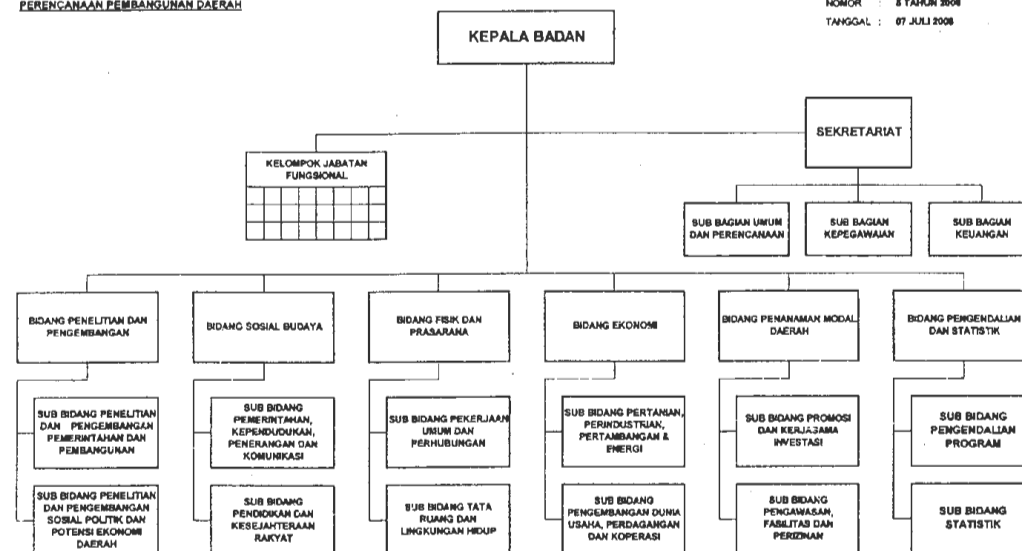 PERENCANAAN PEMBANGUNAN DAERAH
NOMOR : 8 TAHUN 2008
TANGGAL : 07 JULI 2008
KEPALA BADAN
SEKRETARIAT
KELOMPOK JABATAN
FUNGSIONAL
SUB BAGIAN UMUM
DAN PERENCANAAN
SUB BAGIAN
KEPEGAWAIAN
SUB BAGIAN
KEUANGAN
BIDANG PENELITIAN DAN
PENGEMBANGAN
BIDANG SOSIAL BUDAYA
BIDANG FISIK DAN
PRASARANA
BIDANG EKONOMI
BIDANG PENANAMAN MODAL
DAERAH
BIDANG PENGENDALIAN
DAN STATISTIK
SUB BIDANG PENELITIAN
DAN PENGEMBANGAN
PEMERINTAHAN DAN
PEMBANGUNAN
SUB BIDANG
PEMERINTAHAN,
KEPENDUDUKAN,
PENERANGAN DAN
KOMUNIKASI
SUB BIDANG PEKERJAAN
UMUM DAN
PERHUBUNGAN
SUB BIDANG PERTANIAN,
PERINDUSTRIAN,
PERTAMBANGAN &
ENERGI
SUB BIDANG PROMOSI
DAN KERJASAMA
INVESTASI
SUB BIDANG
PENGENDALIAN
PROGRAM
SUB BIDANG PENELITIAN
DAN PENGEMBANGAN
SOSIAL POLITIK DAN
POTENSI EKONOMI
DAERAH
SUB BIDANG
PENDIDIKAN DAN
KESEJAHTERAAN
RAKYAT
SUB BIDANG TATA
RUANG DAN
LINGKUNGAN HIDUP
SUB BIDANG
PENGEMBANGAN DUNIA
USAHA, PERDAGANGAN
DAN KOPERASI
SUB BIDANG
PENGAWASAN,
FASILITAS DAN
PERIZINAN
SUB BIDANG
STATISTIK